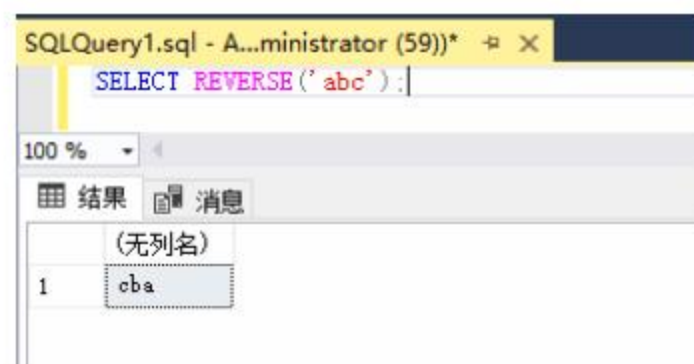 SQLQuery1.sql - A...ministrator (59))*
SELECT REVERSE('abc');
100 %
结果 消息
(无列名)
1 cba